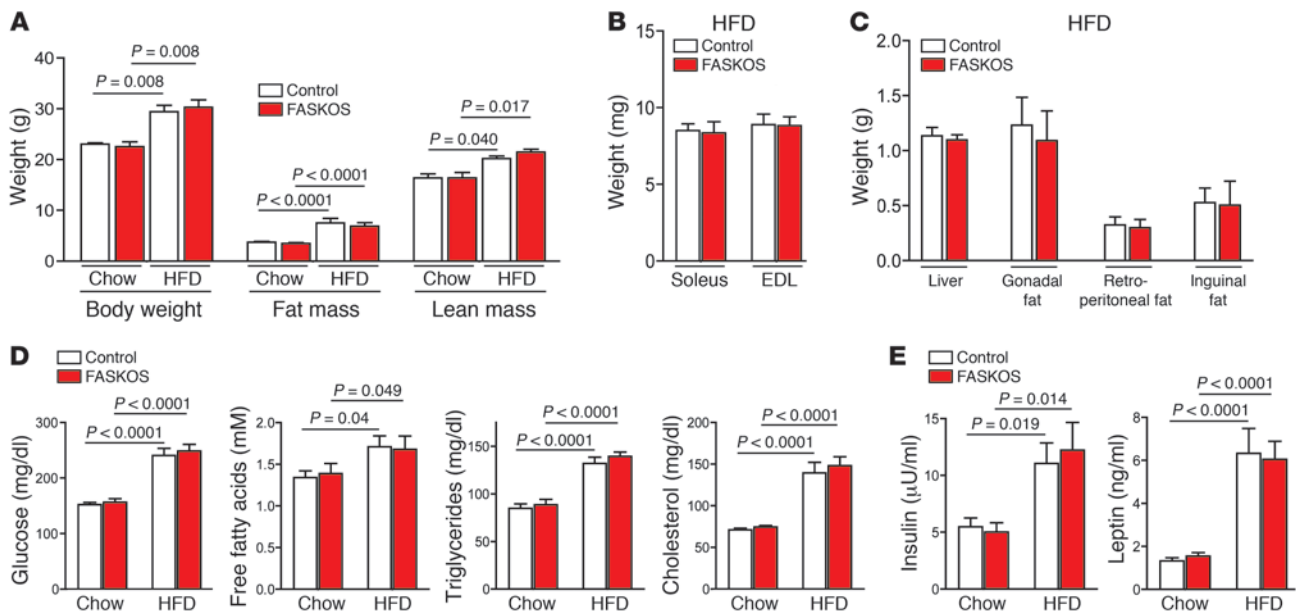 A
Weight (g)
40
30
20
10
0
P = 0.008
P = 0.008
Control
FASKOS
P < 0.0001
P < 0.0001
P = 0.017
P = 0.040
Chow HFD Chow HFD Chow HFD
Body weight Fat mass Lean mass
B
HFD
Control
FASKOS
Weight (mg)
15
10
5
0
Soleus EDL
C
HFD
Control
FASKOS
Weight (g)
2.0
1.5
1.0
0.5
0.0
Liver Gonadal fat Retro-peritoneal fat Inguinal fat
D
Control
FASKOS
Glucose (mg/dl)
300
200
100
0
P < 0.0001
P < 0.0001
Chow HFD
Free fatty acids (mM)
2.0
1.5
1.0
0.0
P = 0.049
P = 0.04
Chow HFD
Triglycerides (mg/dl)
150
100
50
0
P < 0.0001
P < 0.0001
Chow HFD
Cholesterol (mg/dl)
200
150
100
50
0
P < 0.0001
P < 0.0001
Chow HFD
E
Control
FASKOS
Insulin (µU/ml)
15
10
5
0
P = 0.014
P = 0.019
Chow HFD
Leptin (ng/ml)
8
6
4
2
0
P < 0.0001
P < 0.0001
Chow HFD